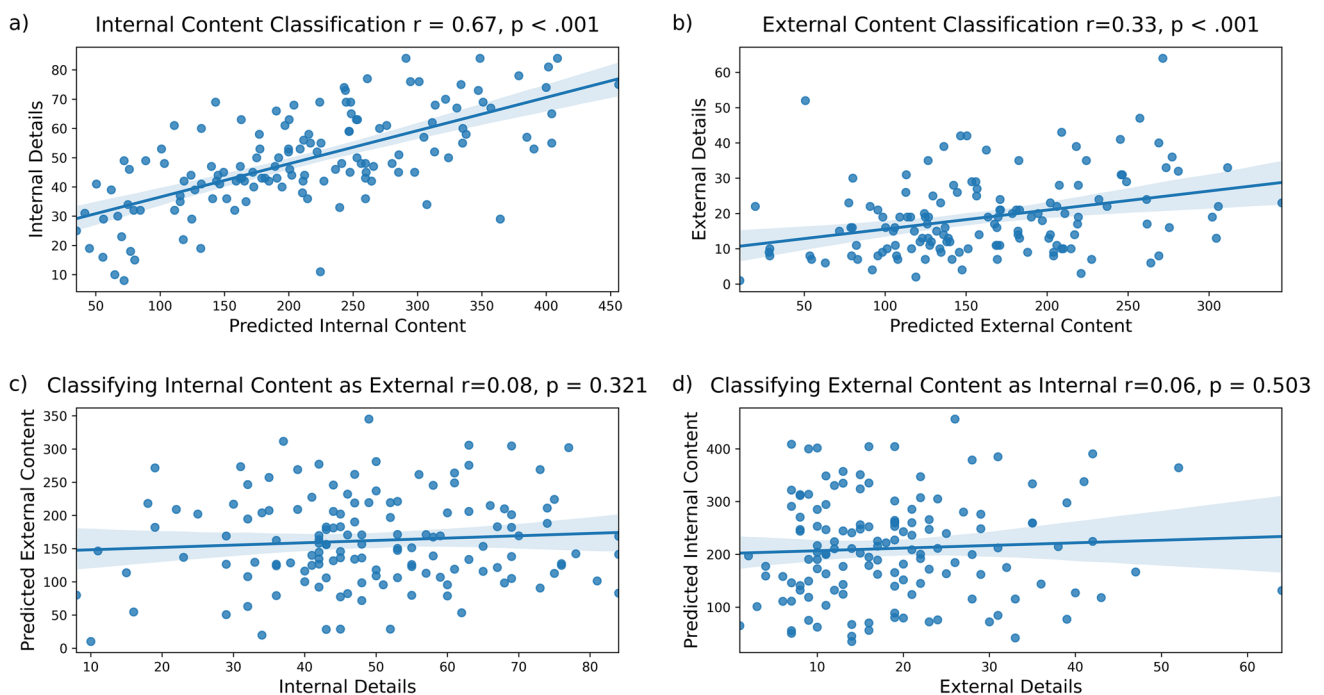 a) Internal Content Classification r = 0.67, p < .001
80
70
60
50
40
30
20
10
Internal Details
50 100 150 200 250 300 350 400 450
Predicted Internal Content
b) External Content Classification r=0.33, p < .001
60
50
40
30
20
10
0
External Details
50 100 150 200 250 300
Predicted External Content
c) Classifying Internal Content as External r=0.08, p = 0.321
350
300
250
200
150
100
50
0
Predicted External Content
10 20 30 40 50 60 70 80
Internal Details
d) Classifying External Content as Internal r=0.06, p = 0.503
400
300
200
100
Predicted Internal Content
10 20 30 40 50 60
External Details